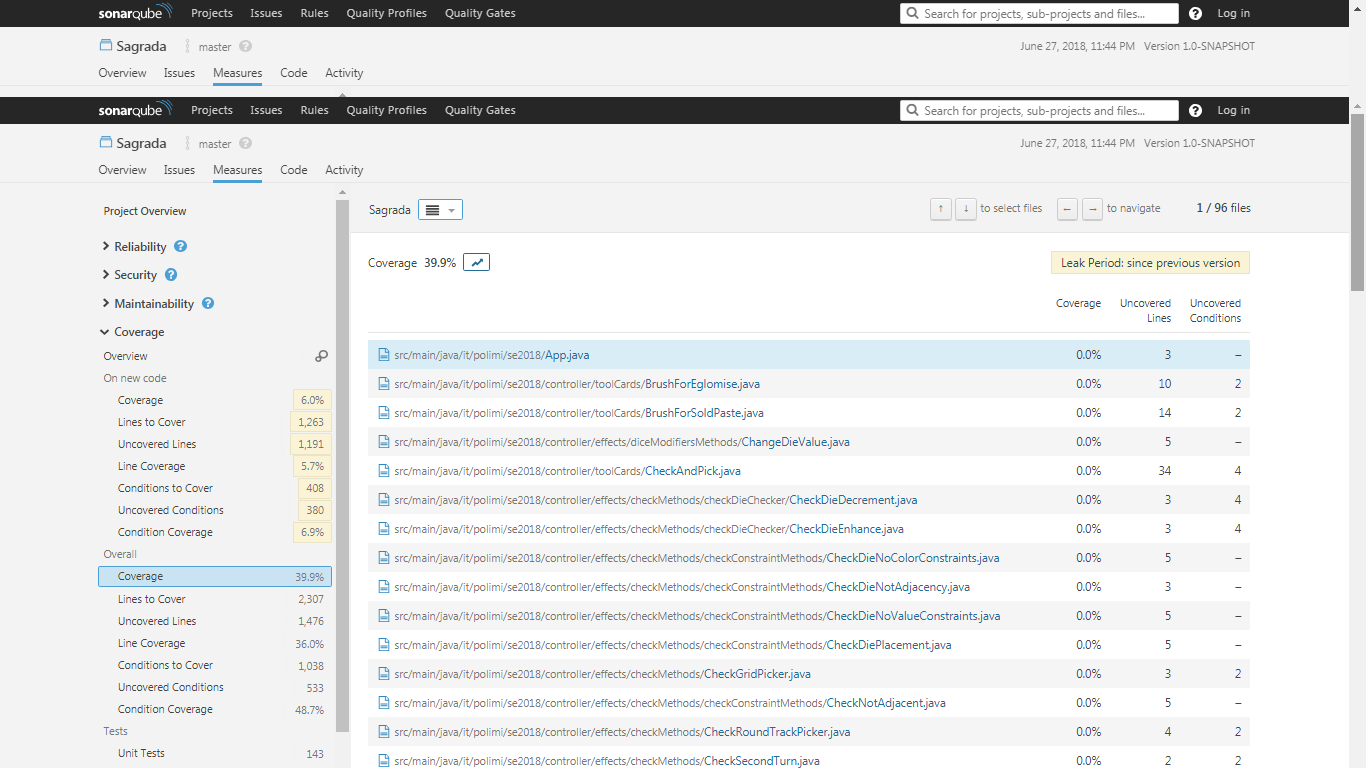 sonarqube Projects Issues Rules Quality Profiles Quality Gates Search for projects, sub-projects and files... ? Log in
Sagrada master ? June 27, 2018, 11:44 PM Version 1.0-SNAPSHOT
Overview Issues Measures Code Activity
sonarqube Projects Issues Rules Quality Profiles Quality Gates Search for projects, sub-projects and files... ? Log in
Sagrada master ? June 27, 2018, 11:44 PM Version 1.0-SNAPSHOT
Overview Issues Measures Code Activity
Project Overview
Reliability ?
Security ?
Maintainability ?
Coverage
Overview
On new code
Coverage 6.0%
Lines to Cover 1,263
Uncovered Lines 1,191
Line Coverage 5.7%
Conditions to Cover 408
Uncovered Conditions 380
Condition Coverage 6.9%
Overall
Coverage 39.9%
Lines to Cover 2,307
Uncovered Lines 1,476
Line Coverage 36.0%
Conditions to Cover 1,038
Uncovered Conditions 533
Condition Coverage 48.7%
Tests
Unit Tests 143
Sagrada ↑ ↓ to select files ← → to navigate 1 / 96 files
Coverage 39.9% Leak Period: since previous version
Coverage Uncovered Lines Uncovered Conditions
src/main/java/it/polimi/se2018/App.java 0.0% 3 –
src/main/java/it/polimi/se2018/controller/toolCards/BrushForEglomise.java 0.0% 10 2
src/main/java/it/polimi/se2018/controller/toolCards/BrushForSoldPaste.java 0.0% 14 2
src/main/java/it/polimi/se2018/controller/effects/diceModifiersMethods/ChangeDieValue.java 0.0% 5 –
src/main/java/it/polimi/se2018/controller/toolCards/CheckAndPick.java 0.0% 34 4
src/main/java/it/polimi/se2018/controller/effects/checkMethods/checkDieChecker/CheckDieDecrement.java 0.0% 3 4
src/main/java/it/polimi/se2018/controller/effects/checkMethods/checkDieChecker/CheckDieEnhance.java 0.0% 3 4
src/main/java/it/polimi/se2018/controller/effects/checkMethods/checkConstraintMethods/CheckDieNoColorConstraints.java 0.0% 5 –
src/main/java/it/polimi/se2018/controller/effects/checkMethods/checkConstraintMethods/CheckDieNotAdjacency.java 0.0% 3 –
src/main/java/it/polimi/se2018/controller/effects/checkMethods/checkConstraintMethods/CheckDieNoValueConstraints.java 0.0% 5 –
src/main/java/it/polimi/se2018/controller/effects/checkMethods/checkConstraintMethods/CheckDiePlacement.java 0.0% 5 –
src/main/java/it/polimi/se2018/controller/effects/checkMethods/CheckGridPicker.java 0.0% 3 2
src/main/java/it/polimi/se2018/controller/effects/checkMethods/checkConstraintMethods/CheckNotAdjacent.java 0.0% 5 –
src/main/java/it/polimi/se2018/controller/effects/checkMethods/CheckRoundTrackPicker.java 0.0% 4 2
src/main/java/it/polimi/se2018/controller/effects/checkMethods/CheckSecondTurn.java 0.0% 2 2